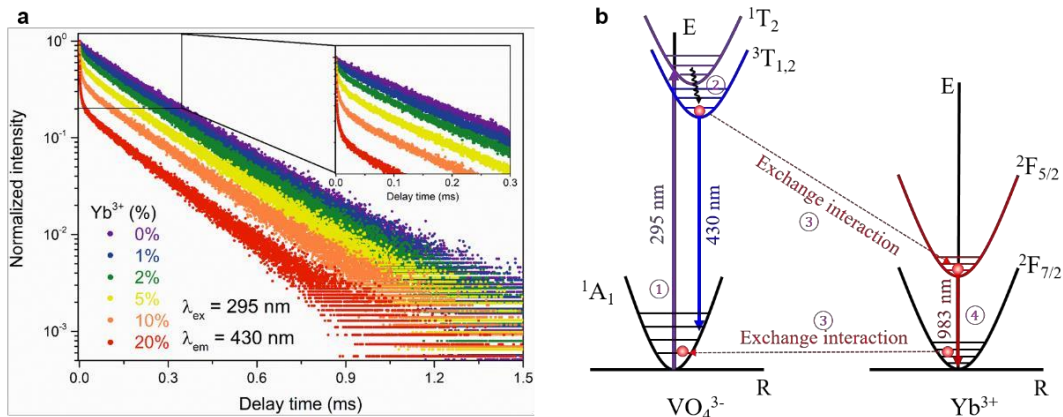 a
Normalized intensity
10⁰
10⁻¹
10⁻²
10⁻³
0.0
0.3
0.6
0.9
1.2
1.5
Delay time (ms)
Yb³⁺ (%)
0%
1%
2%
5%
10%
20%
λex = 295 nm
λem = 430 nm
0.0
0.1
0.2
0.3
Delay time (ms)
b
E
¹T₂
³T₁,₂
②
295 nm
430 nm
Exchange interaction
③
E
²F₅/₂
²F₇/₂
¹A₁
①
③
Exchange interaction
983 nm
④
R
R
VO₄³⁻
Yb³⁺